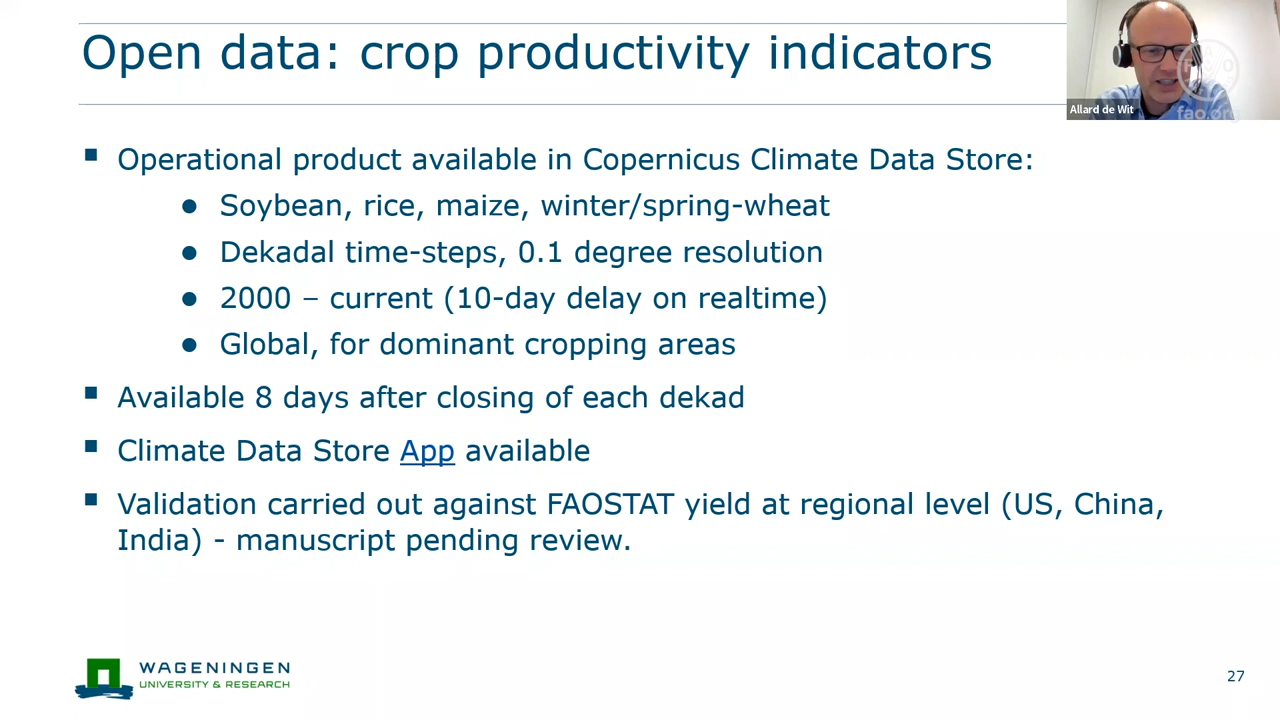 Open data: crop productivity indicators
Allard de Wit
fao.org
▪ Operational product available in Copernicus Climate Data Store:
● Soybean, rice, maize, winter/spring-wheat
● Dekadal time-steps, 0.1 degree resolution
● 2000 – current (10-day delay on realtime)
● Global, for dominant cropping areas
▪ Available 8 days after closing of each dekad
▪ Climate Data Store App available
▪ Validation carried out against FAOSTAT yield at regional level (US, China,
India) - manuscript pending review.
WAGENINGEN
UNIVERSITY & RESEARCH
27